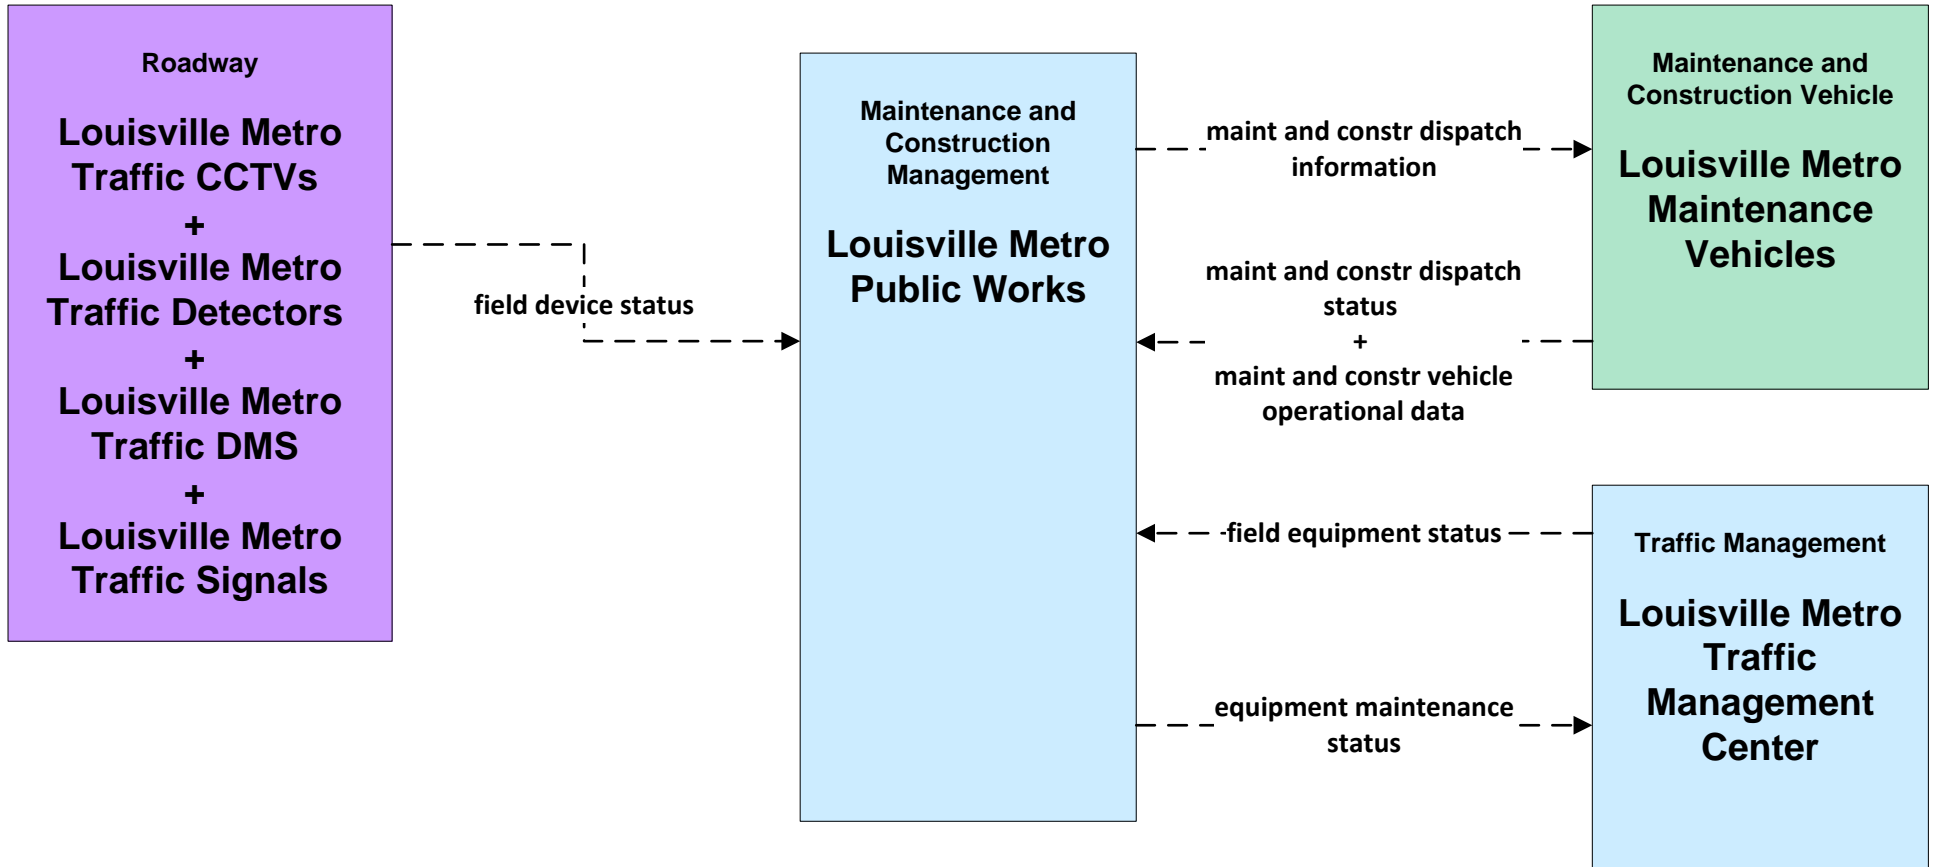 Roadway
Louisville Metro
Traffic CCTVs
+
Louisville Metro
Traffic Detectors
+
Louisville Metro
Traffic DMS
+
Louisville Metro
Traffic Signals
field device status
Maintenance and
Construction
Management
Louisville Metro
Public Works
maint and constr dispatch
information
maint and constr dispatch
status
+
maint and constr vehicle
operational data
field equipment status
equipment maintenance
status
Maintenance and
Construction Vehicle
Louisville Metro
Maintenance
Vehicles
Traffic Management
Louisville Metro
Traffic
Management
Center